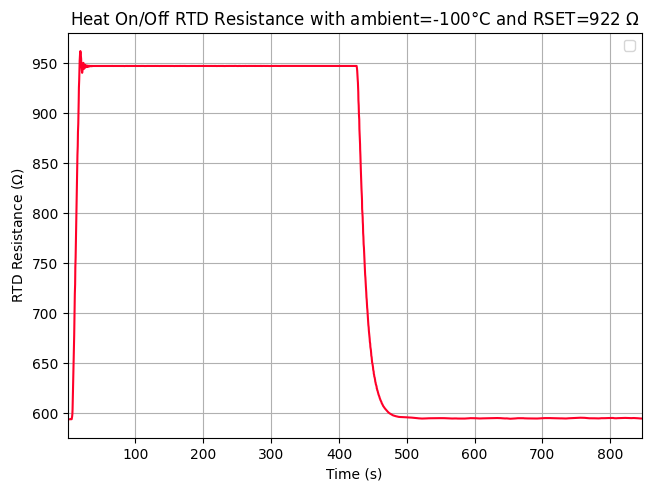 Heat On/Off RTD Resistance with ambient=-100°C and RSET=922 Ω
RTD Resistance (Ω)
950
900
850
800
750
700
650
600
100 200 300 400 500 600 700 800
Time (s)